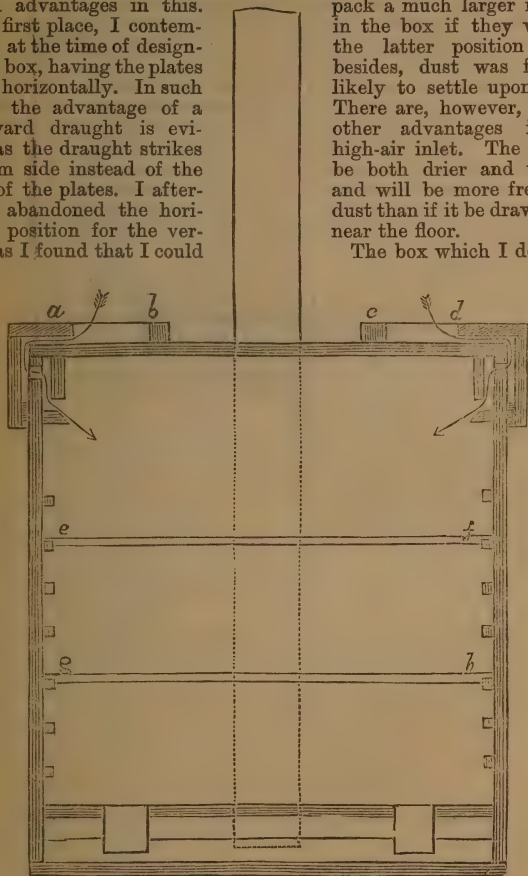 advantages in this.
first place, I contem-
at the time of design-
box, having the plates
horizontally. In such
the advantage of a
ward draught is evi-
as the draught strikes
m side instead of the
of the plates. I after-
abandoned the hori-
position for the ver-
as I found that I could
pack a much larger
in the box if they
the latter position
besides, dust was f
likely to settle upon
There are, however,
other advantages i
high-air inlet. The
be both drier and
and will be more fre
dust than if it be draw
near the floor.
The box which I d
a b c d
e f
g h